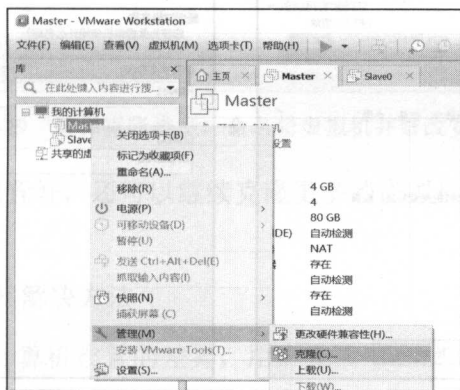 Master - VMware Workstation
文件(F) 编辑(E) 查看(V) 虚拟机(M) 选项卡(T) 帮助(H)
库
在此处键入内容进行搜...
主页
Master
Slave0
我的计算机
共享的虚
Master
关闭选项卡(B)
标记为收藏项(F)
重命名(A)...
移除(R)
电源(P)
可移动设备(D)
暂停(U)
发送 Ctrl+Alt+Del(E)
抓取输入内容(I)
快照(N)
捕获屏幕 (C)
管理(M)
安装 VMware Tools(T)...
设置(S)...
设置
4 GB
4
80 GB
IDE) 自动检测
NAT
存在
自动检测
存在
自动检测
更改硬件兼容性(H)...
克隆(C)...
上载(U)...
下载(W)...